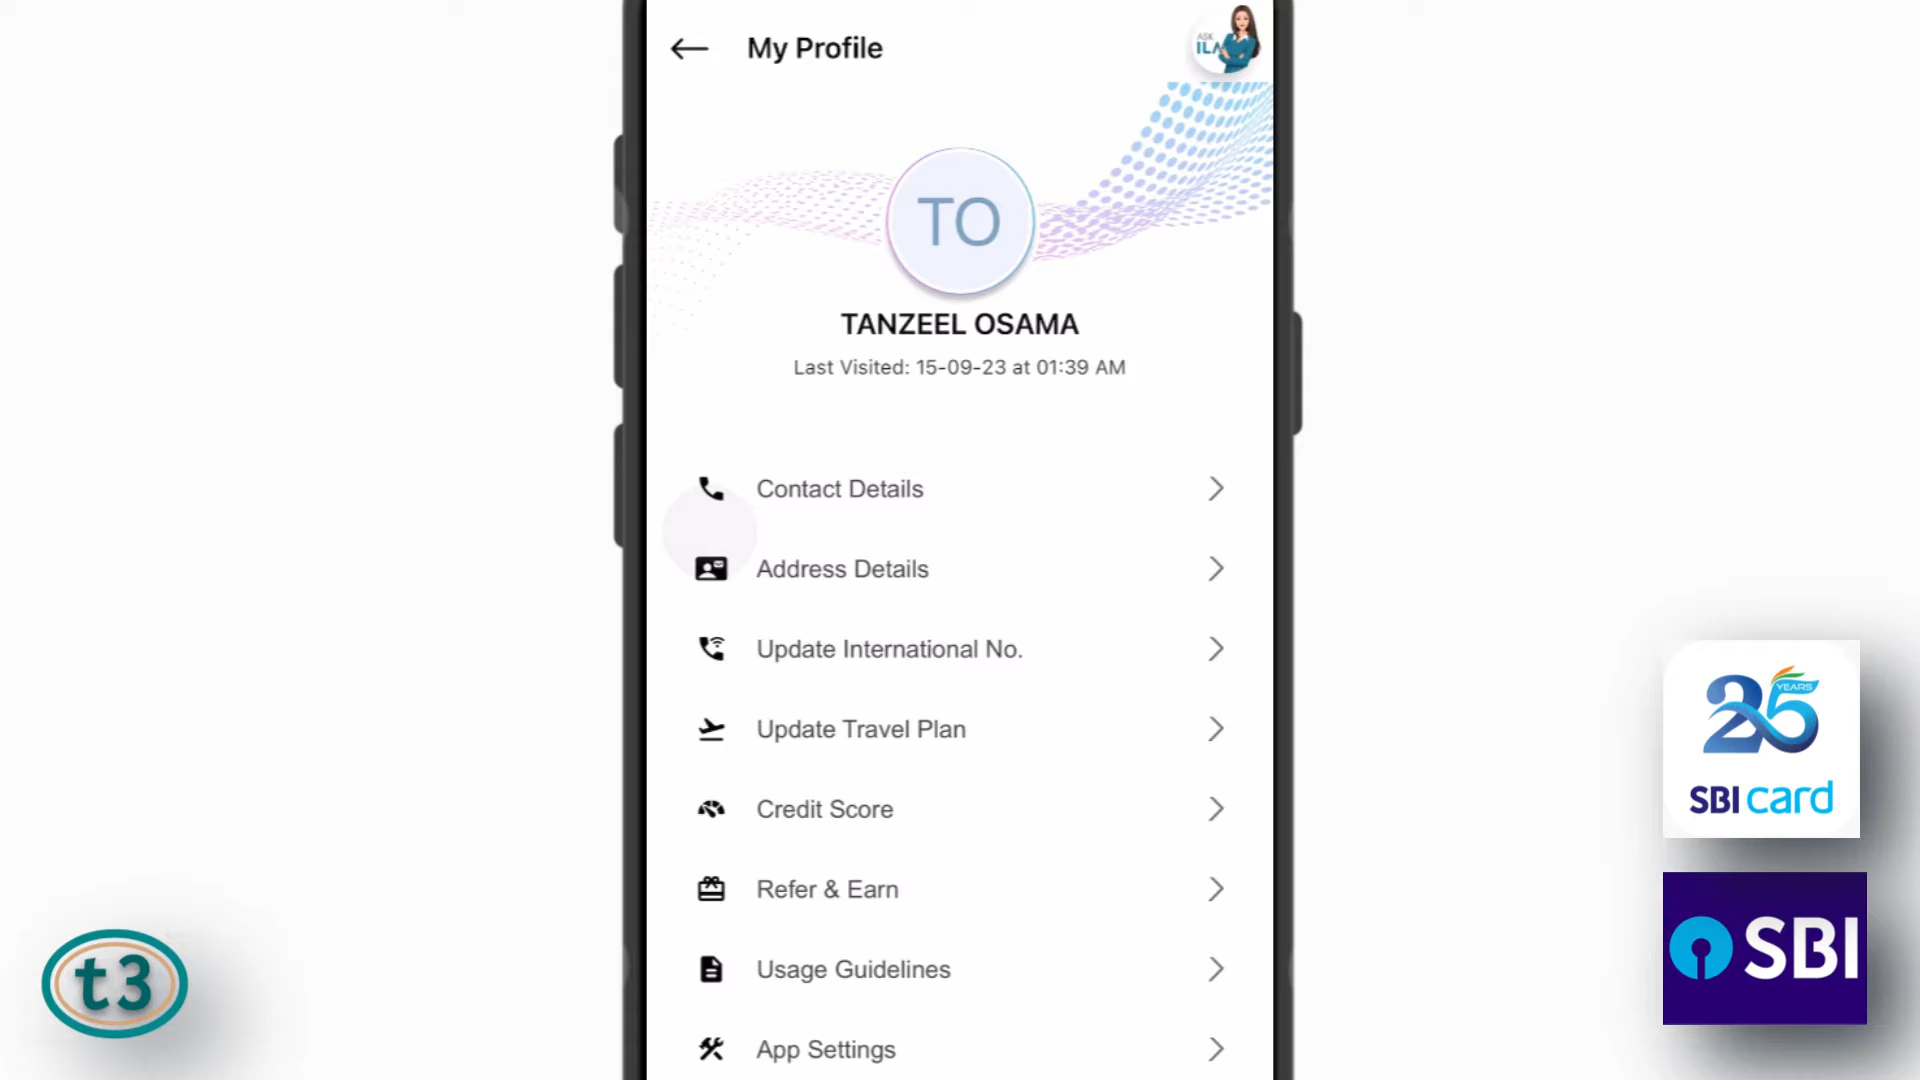 My Profile
ASK
ILA
TO
TANZEEL OSAMA
Last Visited: 15-09-23 at 01:39 AM
Contact Details
Address Details
Update International No.
Update Travel Plan
Credit Score
Refer & Earn
Usage Guidelines
App Settings
25
YEARS
SBI card
SBI
t3